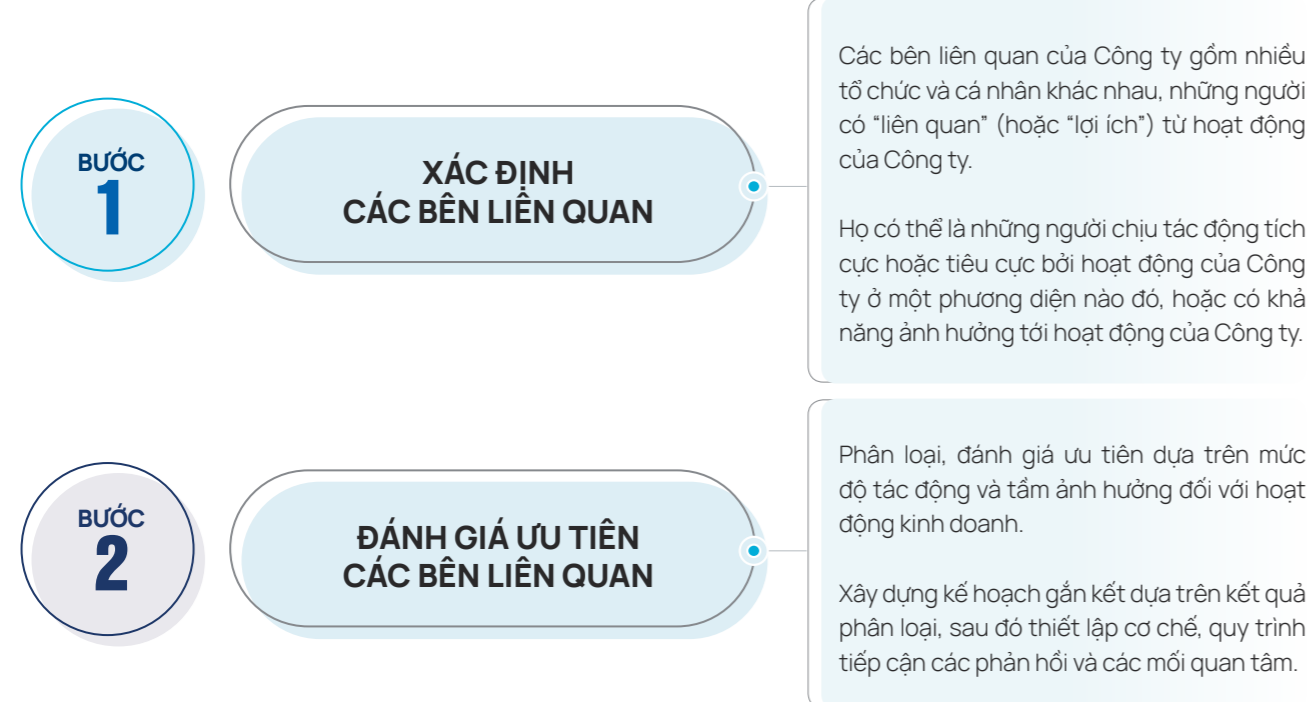 BƯỚC
1
XÁC ĐỊNH
CÁC BÊN LIÊN QUAN
Các bên liên quan của Công ty gồm nhiều
tổ chức và cá nhân khác nhau, những người
có “liên quan” (hoặc “lợi ích”) từ hoạt động
của Công ty.
Họ có thể là những người chịu tác động tích
cực hoặc tiêu cực bởi hoạt động của Công
ty ở một phương diện nào đó, hoặc có khả
năng ảnh hưởng tới hoạt động của Công ty.
BƯỚC
2
ĐÁNH GIÁ ƯU TIÊN
CÁC BÊN LIÊN QUAN
Phân loại, đánh giá ưu tiên dựa trên mức
độ tác động và tầm ảnh hưởng đối với hoạt
động kinh doanh.
Xây dựng kế hoạch gắn kết dựa trên kết quả
phân loại, sau đó thiết lập cơ chế, quy trình
tiếp cận các phản hồi và các mối quan tâm.